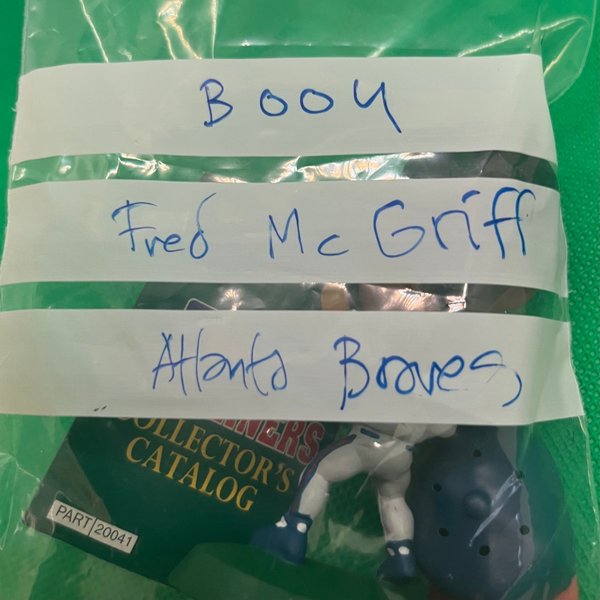 B004
Fred McGriff
Atlanta Braves
COLLECTOR'S
CATALOG
PART 20041